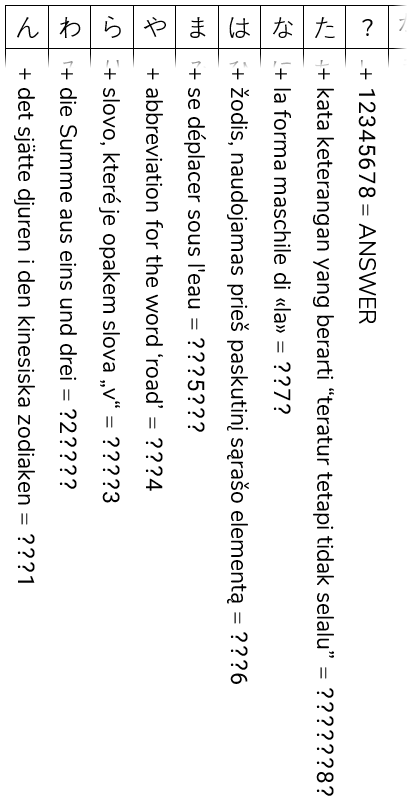 ? + 12345678 = ANSWER
た + kata keterangan yang berarti “teratur tetapi tidak selalu” = ???????8?
な + la forma maschile di «la» = ??7?
は + žodis, naudojamas prieš paskutinį sąrašo elementą = ???6
ま + se déplacer sous l'eau = ???5???
や + abbreviation for the word ‘road’ = ???4
ら + slovo, které je opakem slova „v“ = ?????3
わ + die Summe aus eins und drei = ?2????
ん + det sjätte djuren i den kinesiska zodiaken = ???1